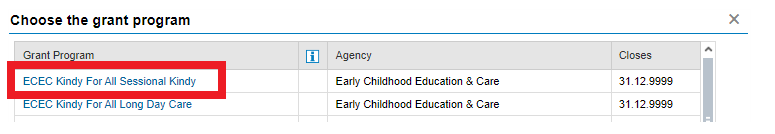 Choose the grant program
Grant Program i Agency Closes
ECEC Kindy For All Sessional Kindy Early Childhood Education & Care 31.12.9999
ECEC Kindy For All Long Day Care Early Childhood Education & Care 31.12.9999